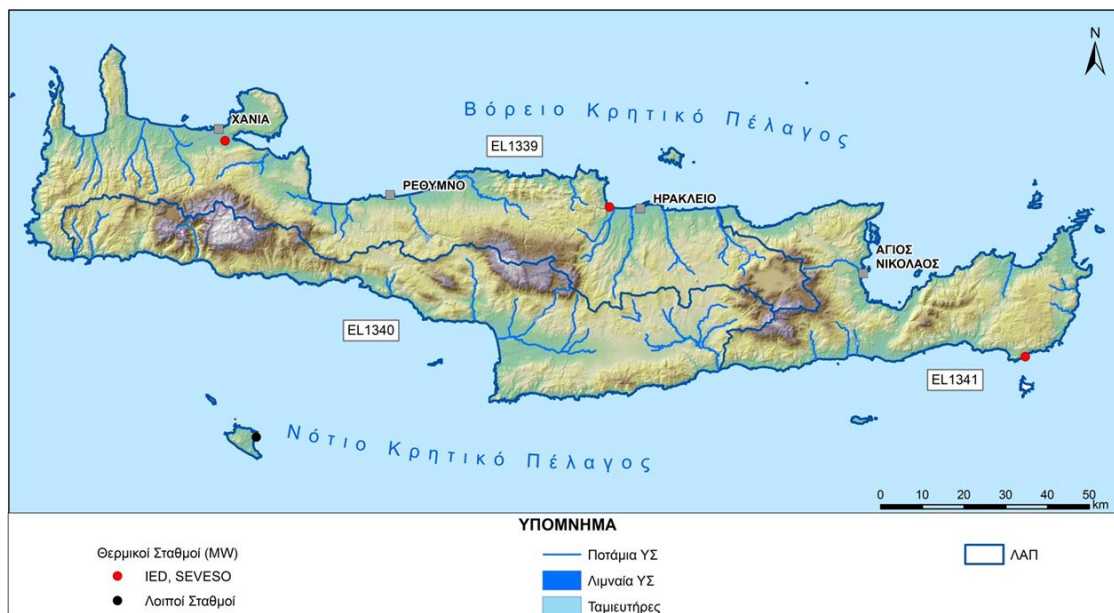 N
ΧΑΝΙΑ
Βόρειο Κρητικό Πέλαγος
EL1339
ΡΕΘΥΜΝΟ
ΗΡΑΚΛΕΙΟ
ΑΓΙΟΣ
ΝΙΚΟΛΑΟΣ
EL1340
EL1341
Νότιο Κρητικό Πέλαγος
0 10 20 30 40 50
km
ΥΠΟΜΝΗΜΑ
Θερμικοί Σταθμοί (MW)
IED, SEVESO
Λοιποί Σταθμοί
Ποτάμια ΥΣ
Λιμναία ΥΣ
Ταμιευτήρες
ΛΑΠ